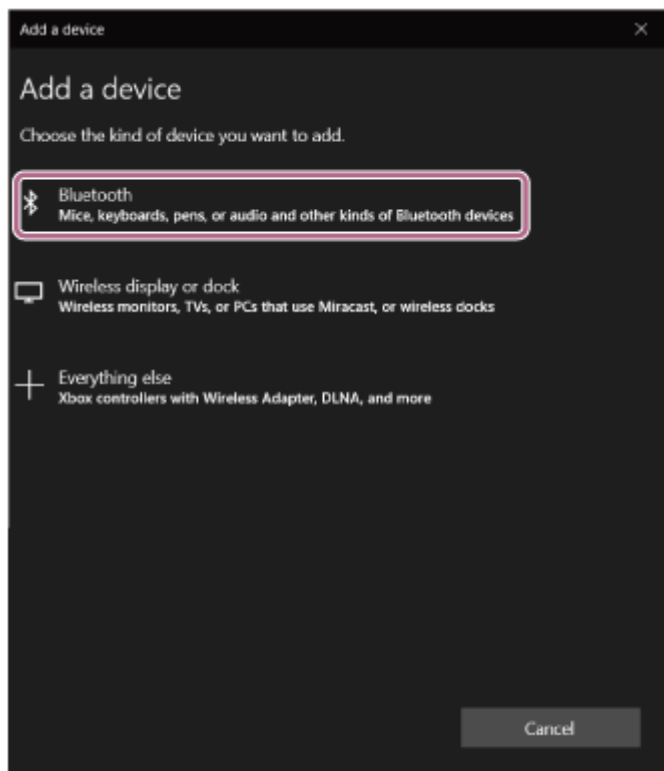 Add a device
Add a device
Choose the kind of device you want to add.
Bluetooth
Mice, keyboards, pens, or audio and other kinds of Bluetooth devices
Wireless display or dock
Wireless monitors, TVs, or PCs that use Miracast, or wireless docks
Everything else
Xbox controllers with Wireless Adapter, DLNA, and more
Cancel